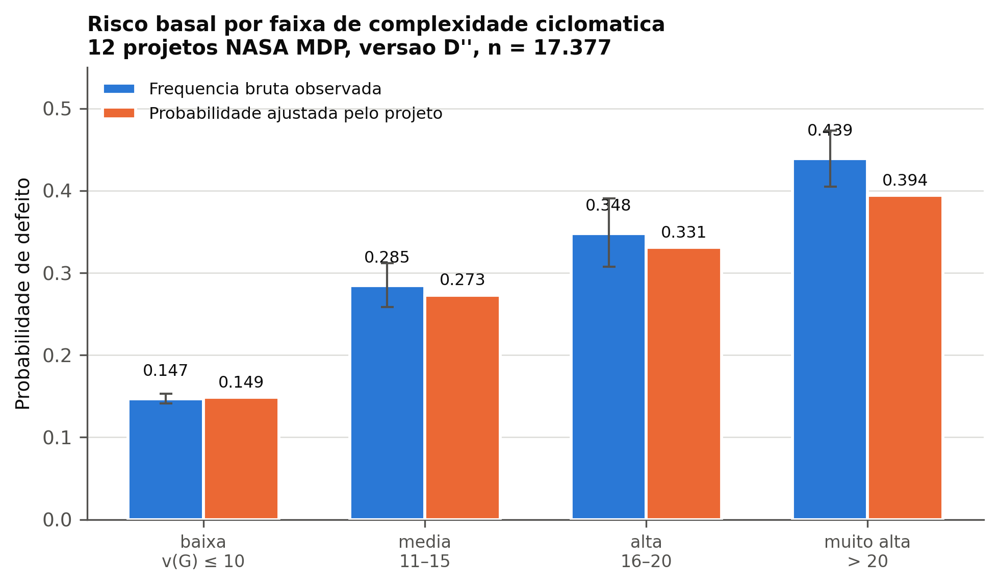 Risco basal por faixa de complexidade ciclomatica
12 projetos NASA MDP, versao D'', n = 17.377
Frequencia bruta observada
Probabilidade ajustada pelo projeto
Probabilidade de defeito
0.5
0.4
0.3
0.2
0.1
0.0
0.147
0.149
0.285
0.273
0.348
0.331
0.439
0.394
baixa
v(G) ≤ 10
media
11–15
alta
16–20
muito alta
> 20